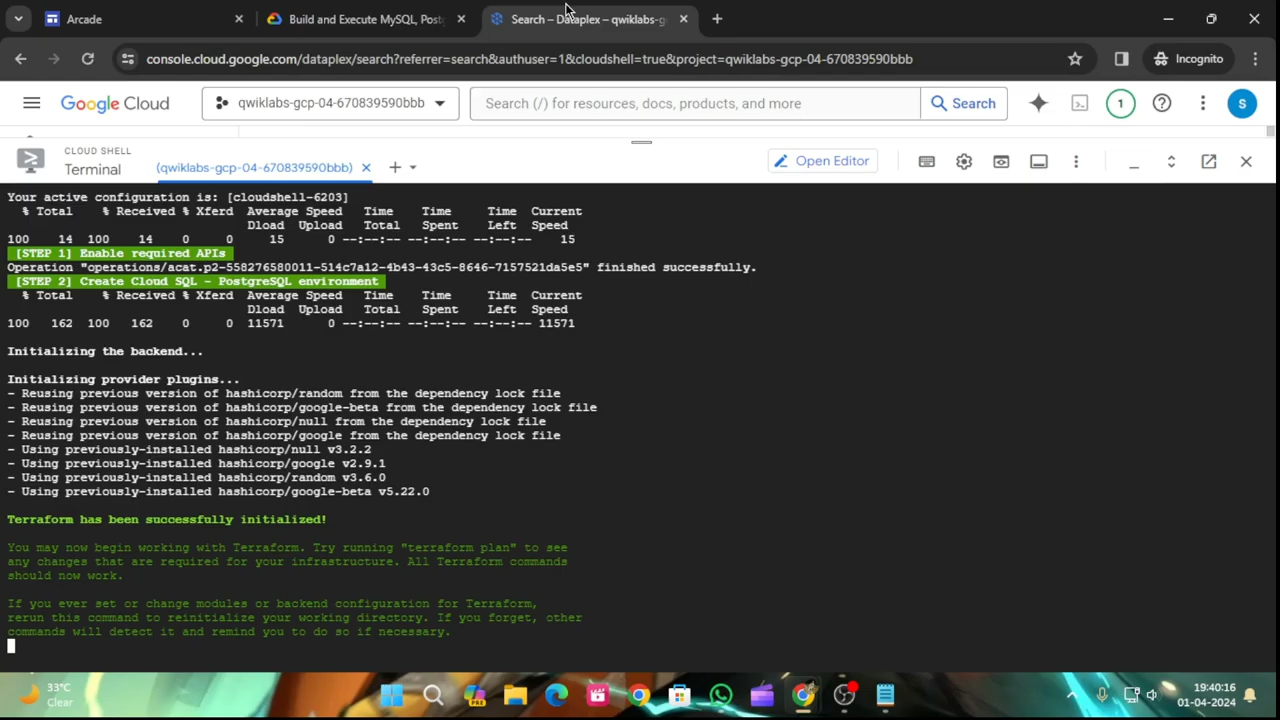 Arcade
Build and Execute MySQL, Post
Search – Dataplex – qwiklabs-g
console.cloud.google.com/dataplex/search?referrer=search&authuser=1&cloudshell=true&project=qwiklabs-gcp-04-670839590bbb
Incognito
Google Cloud
qwiklabs-gcp-04-670839590bbb
Search (/) for resources, docs, products, and more
Search
1
S
CLOUD SHELL
Terminal
(qwiklabs-gcp-04-670839590bbb)
Open Editor
Your active configuration is: [cloudshell-6203]
% Total % Received % Xferd Average Speed Time Time Time Current
Dload Upload Total Spent Left Speed
100 14 100 14 0 0 15 0 --:--:-- --:--:-- --:--:-- 15
[STEP 1] Enable required APIs
Operation "operations/acat.p2-558276580011-514c7a12-4b43-43c5-8646-7157521da5e5" finished successfully.
[STEP 2] Create Cloud SQL - PostgreSQL environment
% Total % Received % Xferd Average Speed Time Time Time Current
Dload Upload Total Spent Left Speed
100 162 100 162 0 0 11571 0 --:--:-- --:--:-- --:--:-- 11571
Initializing the backend...
Initializing provider plugins...
- Reusing previous version of hashicorp/random from the dependency lock file
- Reusing previous version of hashicorp/google-beta from the dependency lock file
- Reusing previous version of hashicorp/null from the dependency lock file
- Reusing previous version of hashicorp/google from the dependency lock file
- Using previously-installed hashicorp/null v3.2.2
- Using previously-installed hashicorp/google v2.9.1
- Using previously-installed hashicorp/random v3.6.0
- Using previously-installed hashicorp/google-beta v5.22.0
Terraform has been successfully initialized!
You may now begin working with Terraform. Try running "terraform plan" to see
any changes that are required for your infrastructure. All Terraform commands
should now work.
If you ever set or change modules or backend configuration for Terraform,
rerun this command to reinitialize your working directory. If you forget, other
commands will detect it and remind you to do so if necessary.
33°C
Clear
PRE
19:40:16
01-04-2024